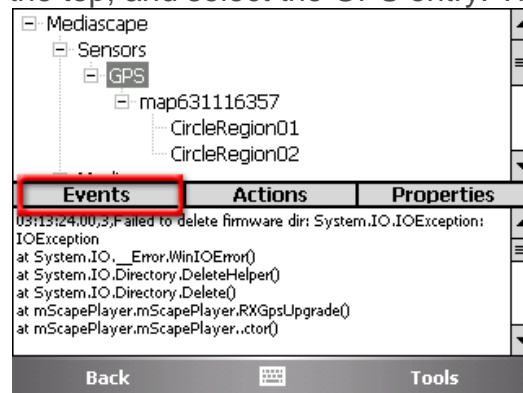 the top, and select the GPS entry.
Mediascape
Sensors
GPS
map631116357
CircleRegion01
CircleRegion02
Events Actions Properties
03:13:24.00,3,Failed to delete firmware dir: System.IO.IOException:
IOException
at System.IO.__Error.WinIOError()
at System.IO.Directory.DeleteHelper()
at System.IO.Directory.Delete()
at mScapePlayer.mScapePlayer.RXGpsUpgrade()
at mScapePlayer.mScapePlayer..ctor()
Back Tools